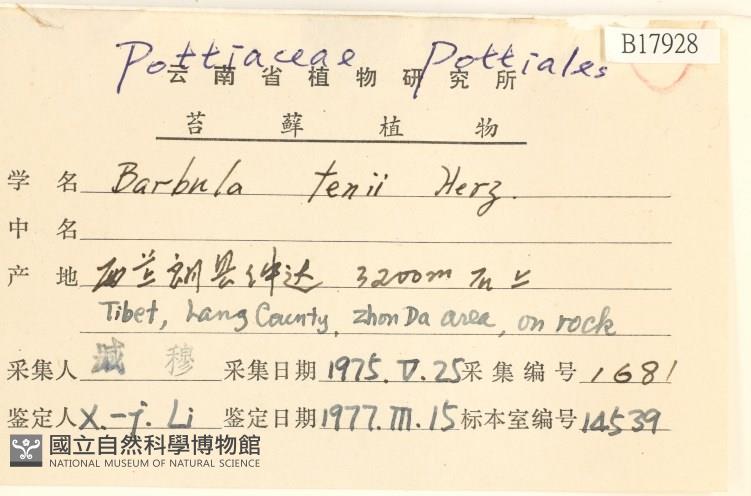 B17928
Pottiaceae Pottiales
云南省植物研究所
苔藓植物
学名 Barbula tenii Herz.
中名
产地 朗县仲达 3200m 石上
Tibet, Lang County, zhon Da area, on rock
采集人 臧穆 采集日期 1975.V.25 采集编号 1681
鉴定人 X.-j. Li 鉴定日期 1977.III.15 标本室编号 14539
國立自然科學博物館
NATIONAL MUSEUM OF NATURAL SCIENCE